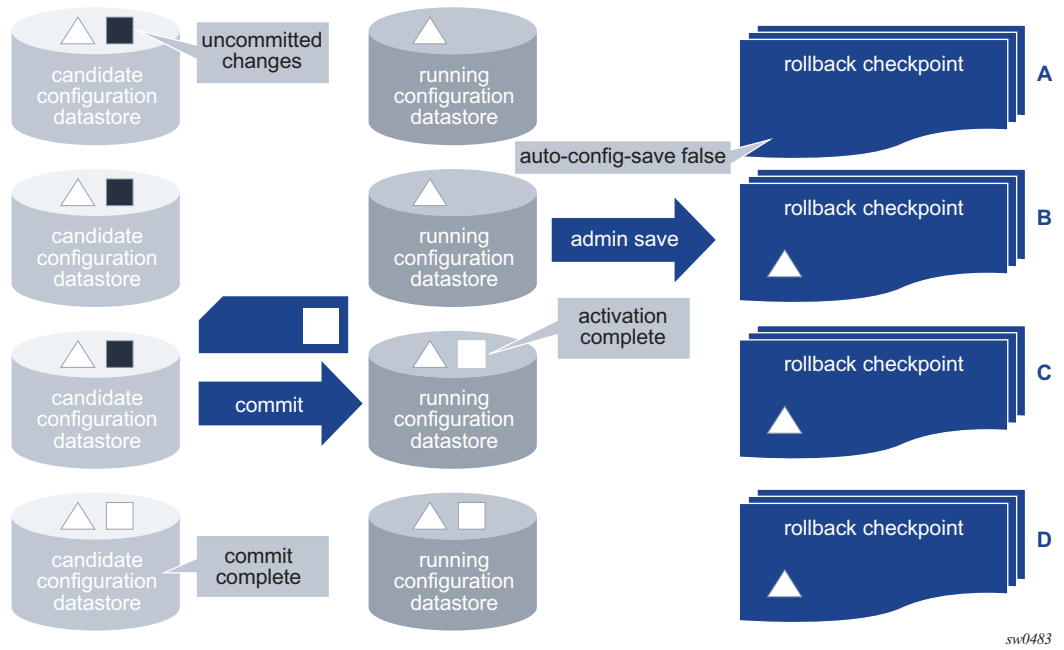 uncommitted
changes
candidate
configuration
datastore
running
configuration
datastore
rollback checkpoint
A
auto-config-save false
candidate
configuration
datastore
running
configuration
datastore
admin save
rollback checkpoint
B
candidate
configuration
datastore
commit
running
configuration
datastore
activation
complete
rollback checkpoint
C
candidate
configuration
datastore
commit
complete
running
configuration
datastore
rollback checkpoint
D
sw0483